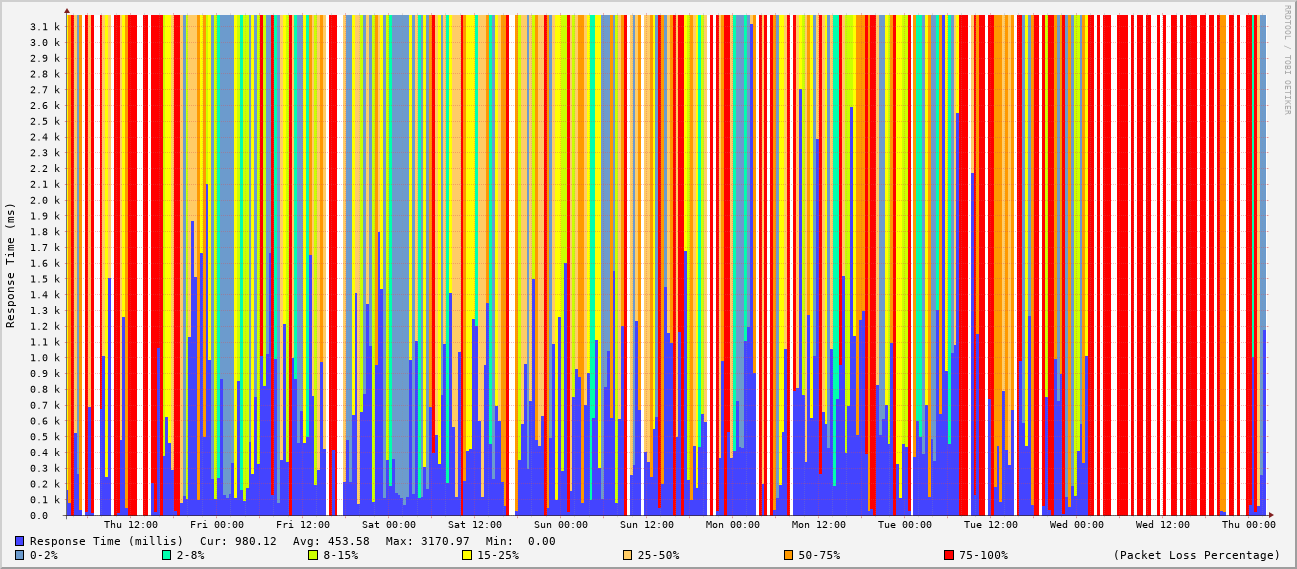 RRDTOOL / TOBI OETIKER
Response Time (ms)
3.1 k
3.0 k
2.9 k
2.8 k
2.7 k
2.6 k
2.5 k
2.4 k
2.3 k
2.2 k
2.1 k
2.0 k
1.9 k
1.8 k
1.7 k
1.6 k
1.5 k
1.4 k
1.3 k
1.2 k
1.1 k
1.0 k
0.9 k
0.8 k
0.7 k
0.6 k
0.5 k
0.4 k
0.3 k
0.2 k
0.1 k
0.0
Thu 12:00 Fri 00:00 Fri 12:00 Sat 00:00 Sat 12:00 Sun 00:00 Sun 12:00 Mon 00:00 Mon 12:00 Tue 00:00 Tue 12:00 Wed 00:00 Wed 12:00 Thu 00:00
Response Time (millis) Cur: 980.12 Avg: 453.58 Max: 3170.97 Min: 0.00
0-2% 2-8% 8-15% 15-25% 25-50% 50-75% 75-100% (Packet Loss Percentage)